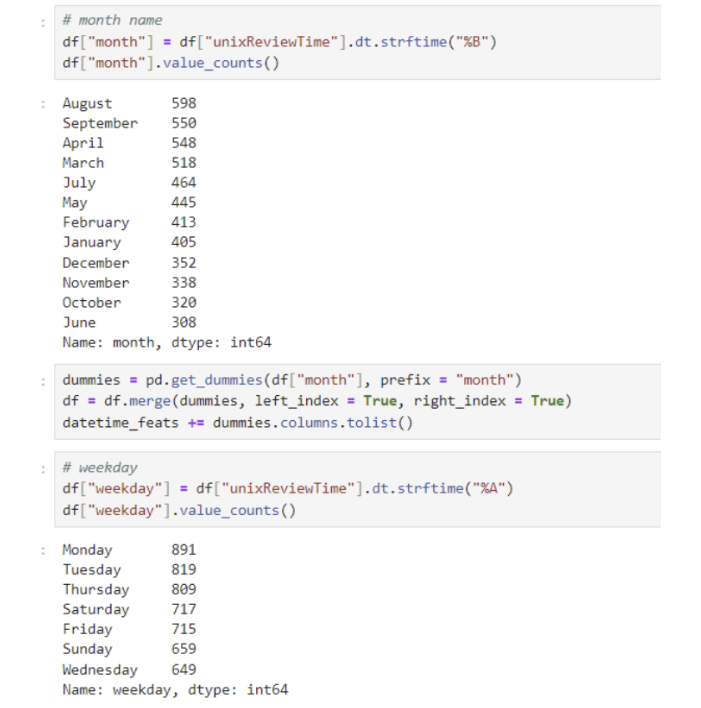 :
# month name
df["month"] = df["unixReviewTime"].dt.strftime("%B")
df["month"].value_counts()
:
August 598
September 550
April 548
March 518
July 464
May 445
February 413
January 405
December 352
November 338
October 320
June 308
Name: month, dtype: int64
:
dummies = pd.get_dummies(df["month"], prefix = "month")
df = df.merge(dummies, left_index = True, right_index = True)
datetime_feats += dummies.columns.tolist()
:
# weekday
df["weekday"] = df["unixReviewTime"].dt.strftime("%A")
df["weekday"].value_counts()
:
Monday 891
Tuesday 819
Thursday 809
Saturday 717
Friday 715
Sunday 659
Wednesday 649
Name: weekday, dtype: int64